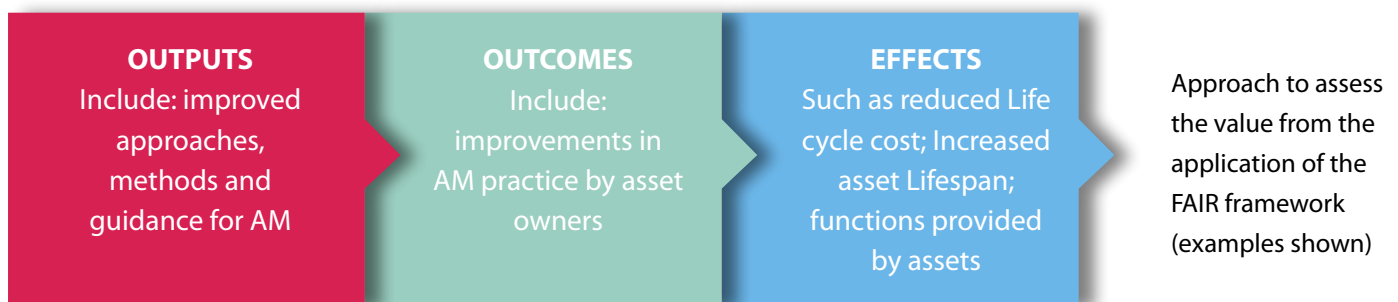 OUTPUTS
Include: improved
approaches,
methods and
guidance for AM
OUTCOMES
Include:
improvements in
AM practice by asset
owners
EFFECTS
Such as reduced Life
cycle cost; Increased
asset Lifespan;
functions provided
by assets
Approach to assess
the value from the
application of the
FAIR framework
(examples shown)